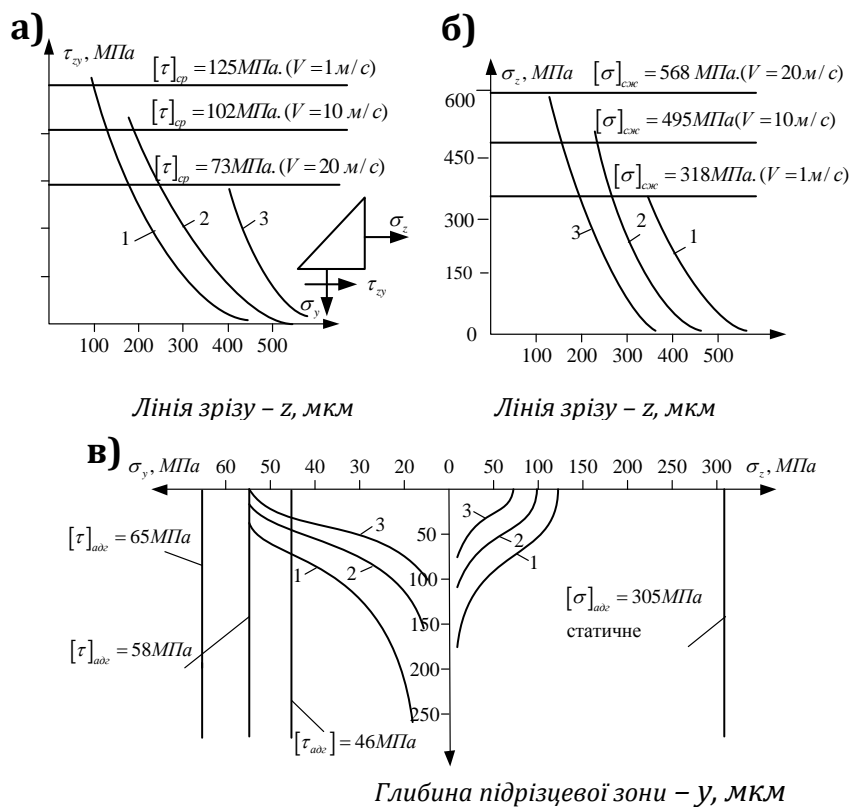 а)
τzy, МПа
[τ]ср = 125МПа.(V = 1м / с)
[τ]ср = 102МПа.(V = 10 м / с)
[τ]ср = 73МПа.(V = 20 м / с)
1
2
3
σz
τzy
σy
100 200 300 400 500
Лінія зрізу – z, мкм
б)
σz, МПа
[σ]сж = 568 МПа.(V = 20м / с)
600
[σ]сж = 495МПа(V = 10м / с)
450
[σ]сж = 318МПа.(V = 1м / с)
300
3
2
1
150
0
100 200 300 400 500
Лінія зрізу – z, мкм
в)
σy, МПа 60 50 40 30 20 0 50 100 150 200 250 300 σz, МПа
3
2
1
3
2
1
50
100
150
200
250
[τ]адг = 65МПа
[τ]адг = 58МПа
[τадг] = 46МПа
[σ]адг = 305МПа
статичне
Глибина підрізцевої зони – y, мкм